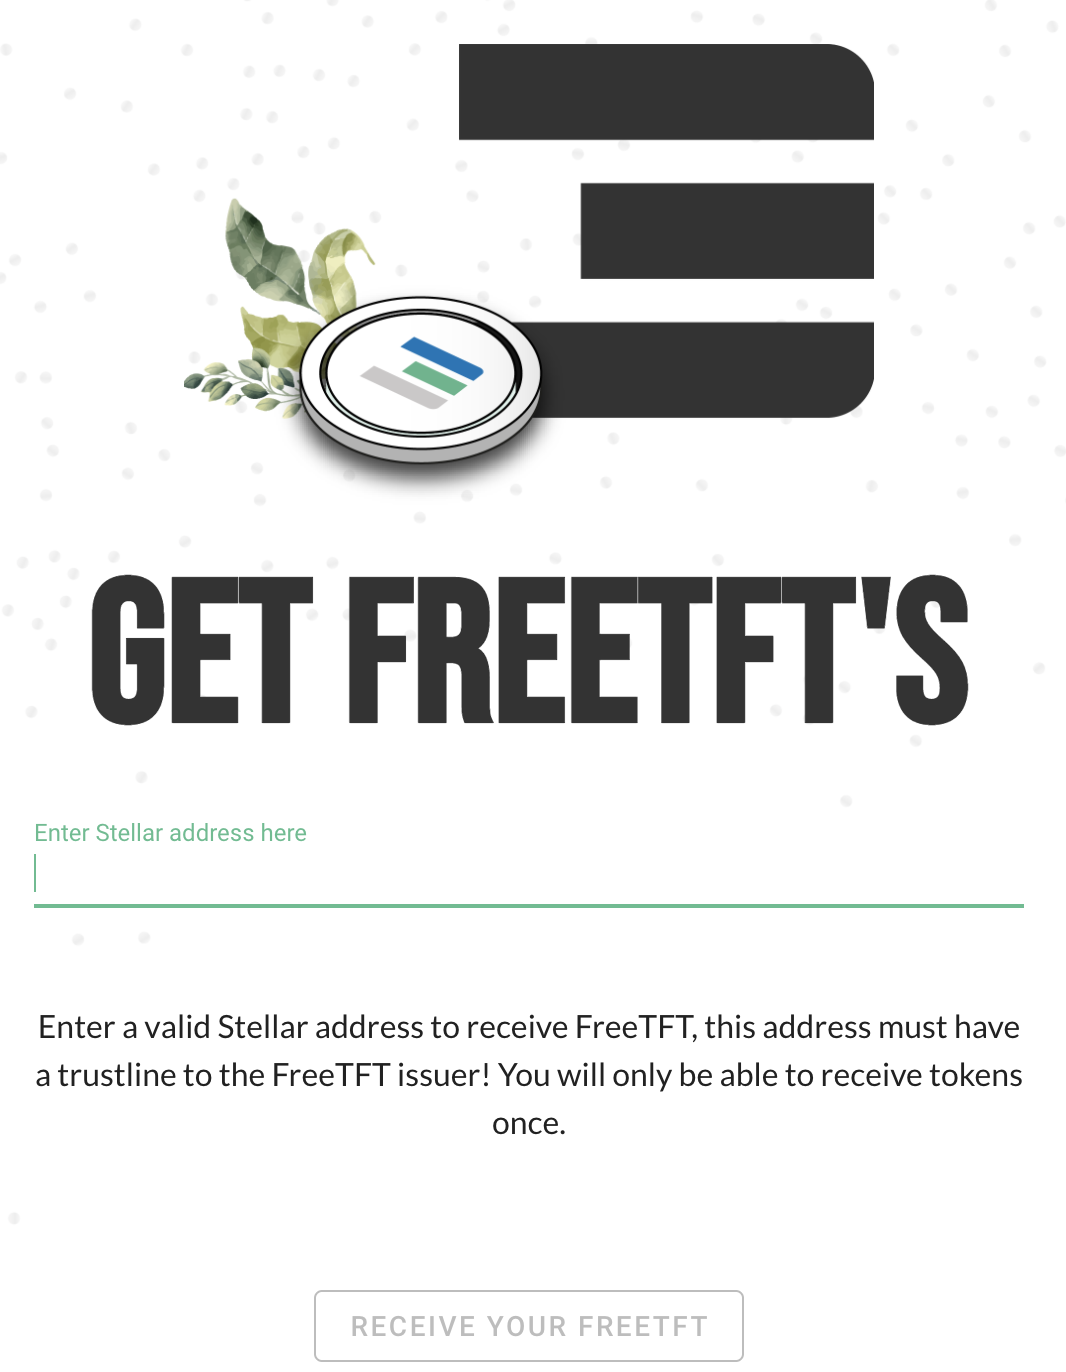 GET FREETFT'S
Enter Stellar address here
Enter a valid Stellar address to receive FreeTFT, this address must have
a trustline to the FreeTFT issuer! You will only be able to receive tokens
once.
RECEIVE YOUR FREETFT